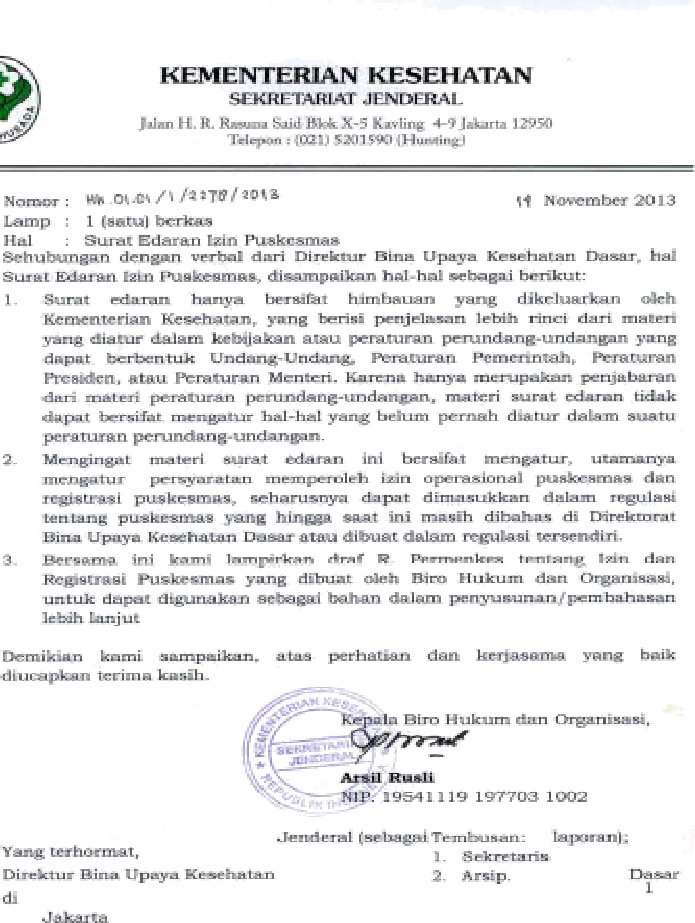 KEMENTERIAN KESEHATAN
SEKRETARIAT JENDERAL
Jalan H. R. Rasuna Said Blok X-5 Kavling 4-9 Jakarta 12950
Telepon : (021) 5201590 (Hunting)
HUSADA
Nomor : HK.01.01/1/2278/2013 11 November 2013
Lamp : 1 (satu) berkas
Hal : Surat Edaran Izin Puskesmas
Sehubungan dengan verbal dari Direktur Bina Upaya Kesehatan Dasar, hal
Surat Edaran Izin Puskesmas, disampaikan hal-hal sebagai berikut:
1. Surat edaran hanya bersifat himbauan yang dikeluarkan oleh
Kementerian Kesehatan, yang berisi penjelasan lebih rinci dari materi
yang diatur dalam kebijakan atau peraturan perundang-undangan yang
dapat berbentuk Undang-Undang, Peraturan Pemerintah, Peraturan
Presiden, atau Peraturan Menteri. Karena hanya merupakan penjabaran
dari materi peraturan perundang-undangan, materi surat edaran tidak
dapat bersifat mengatur hal-hal yang belum pernah diatur dalam suatu
peraturan perundang-undangan.
2. Mengingat materi surat edaran ini bersifat mengatur, utamanya
mengatur persyaratan memperoleh izin operasional puskesmas dan
registrasi puskesmas, seharusnya dapat dimasukkan dalam regulasi
tentang puskesmas yang hingga saat ini masih dibahas di Direktorat
Bina Upaya Kesehatan Dasar atau dibuat dalam regulasi tersendiri.
3. Bersama ini kami lampirkan draf R. Permenkes tentang Izin dan
Registrasi Puskesmas yang dibuat oleh Biro Hukum dan Organisasi,
untuk dapat digunakan sebagai bahan dalam penyusunan/pembahasan
lebih lanjut
Demikian kami sampaikan, atas perhatian dan kerjasama yang baik
diucapkan terima kasih.
Kepala Biro Hukum dan Organisasi,
KEMENTERIAN KESEHATAN
SEKRETARIAT
JENDERAL
REPUBLIK INDONESIA
Arsil Rusli
NIP. 19541119 197703 1002
Jenderal (sebagai Tembusan: laporan);
Yang terhormat,
1. Sekretaris
Direktur Bina Upaya Kesehatan 2. Arsip. Dasar
1
di
Jakarta